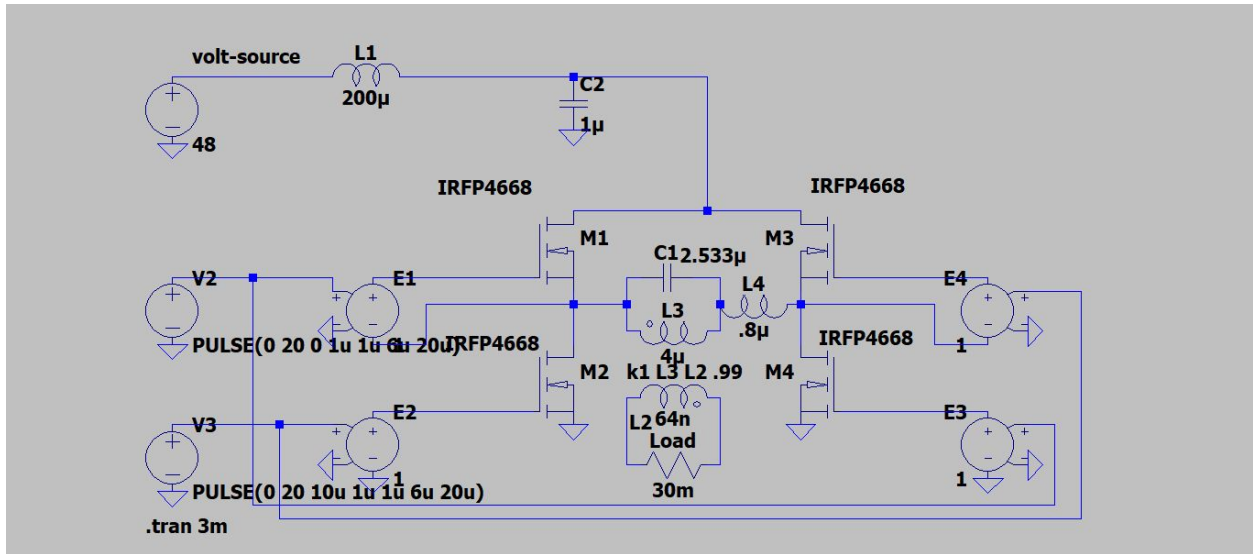 volt-source
L1
200µ
C2
1µ
48
IRFP4668
IRFP4668
M1
M3
C1
2.533µ
V2
E1
L4
E4
L3
.8µ
PULSE(0 20 0 1u 1u 6u 20u)
1
IRFP4668
IRFP4668
1
4µ
M2
k1 L3 L2 .99
M4
V3
E2
L2
64n
E3
Load
PULSE(0 20 10u 1u 1u 6u 20u)
1
30m
1
.tran 3m